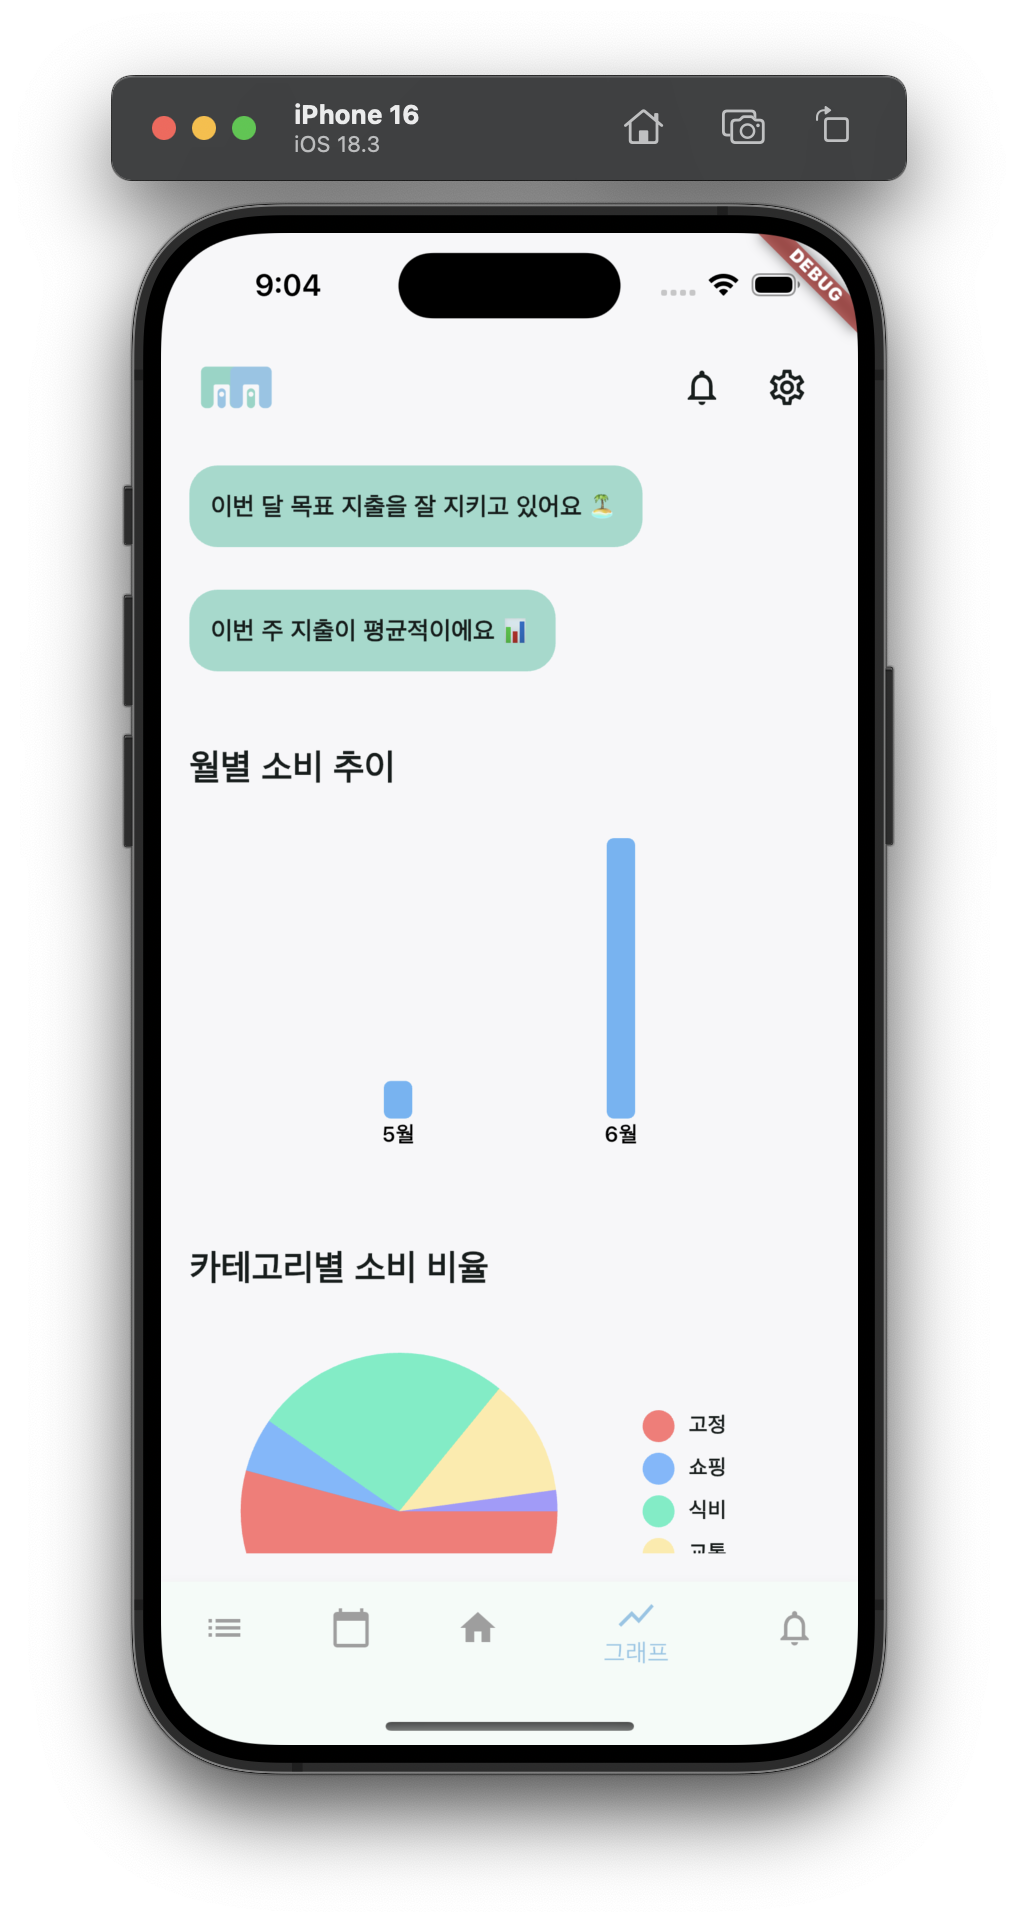 iPhone 16
iOS 18.3
9:04
DEBUG
이번 달 목표 지출을 잘 지키고 있어요 🏝️
이번 주 지출이 평균적이에요 📊
월별 소비 추이
5월
6월
카테고리별 소비 비율
고정
쇼핑
식비
그래프